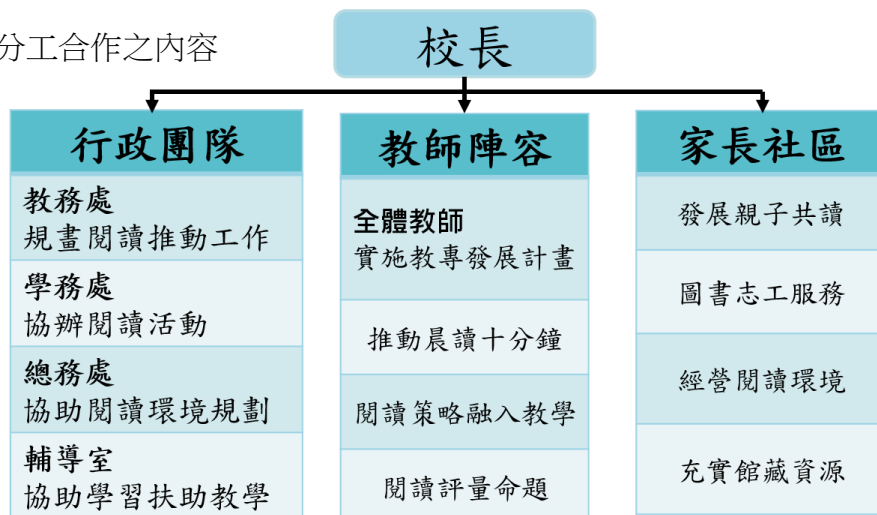 分工合作之內容
校長
行政團隊
教務處
規畫閱讀推動工作
學務處
協辦閱讀活動
總務處
協助閱讀環境規劃
輔導室
協助學習扶助教學
教師陣容
全體教師
實施教專發展計畫
推動晨讀十分鐘
閱讀策略融入教學
閱讀評量命題
家長社區
發展親子共讀
圖書志工服務
經營閱讀環境
充實館藏資源